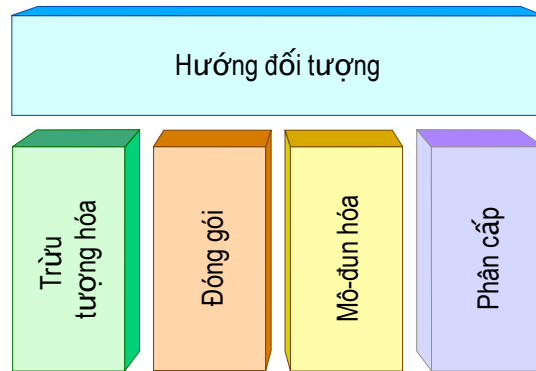 Hướng đối tượng
Trừu
tượng hóa
Đóng gói
Mô-đun hóa
Phân cấp